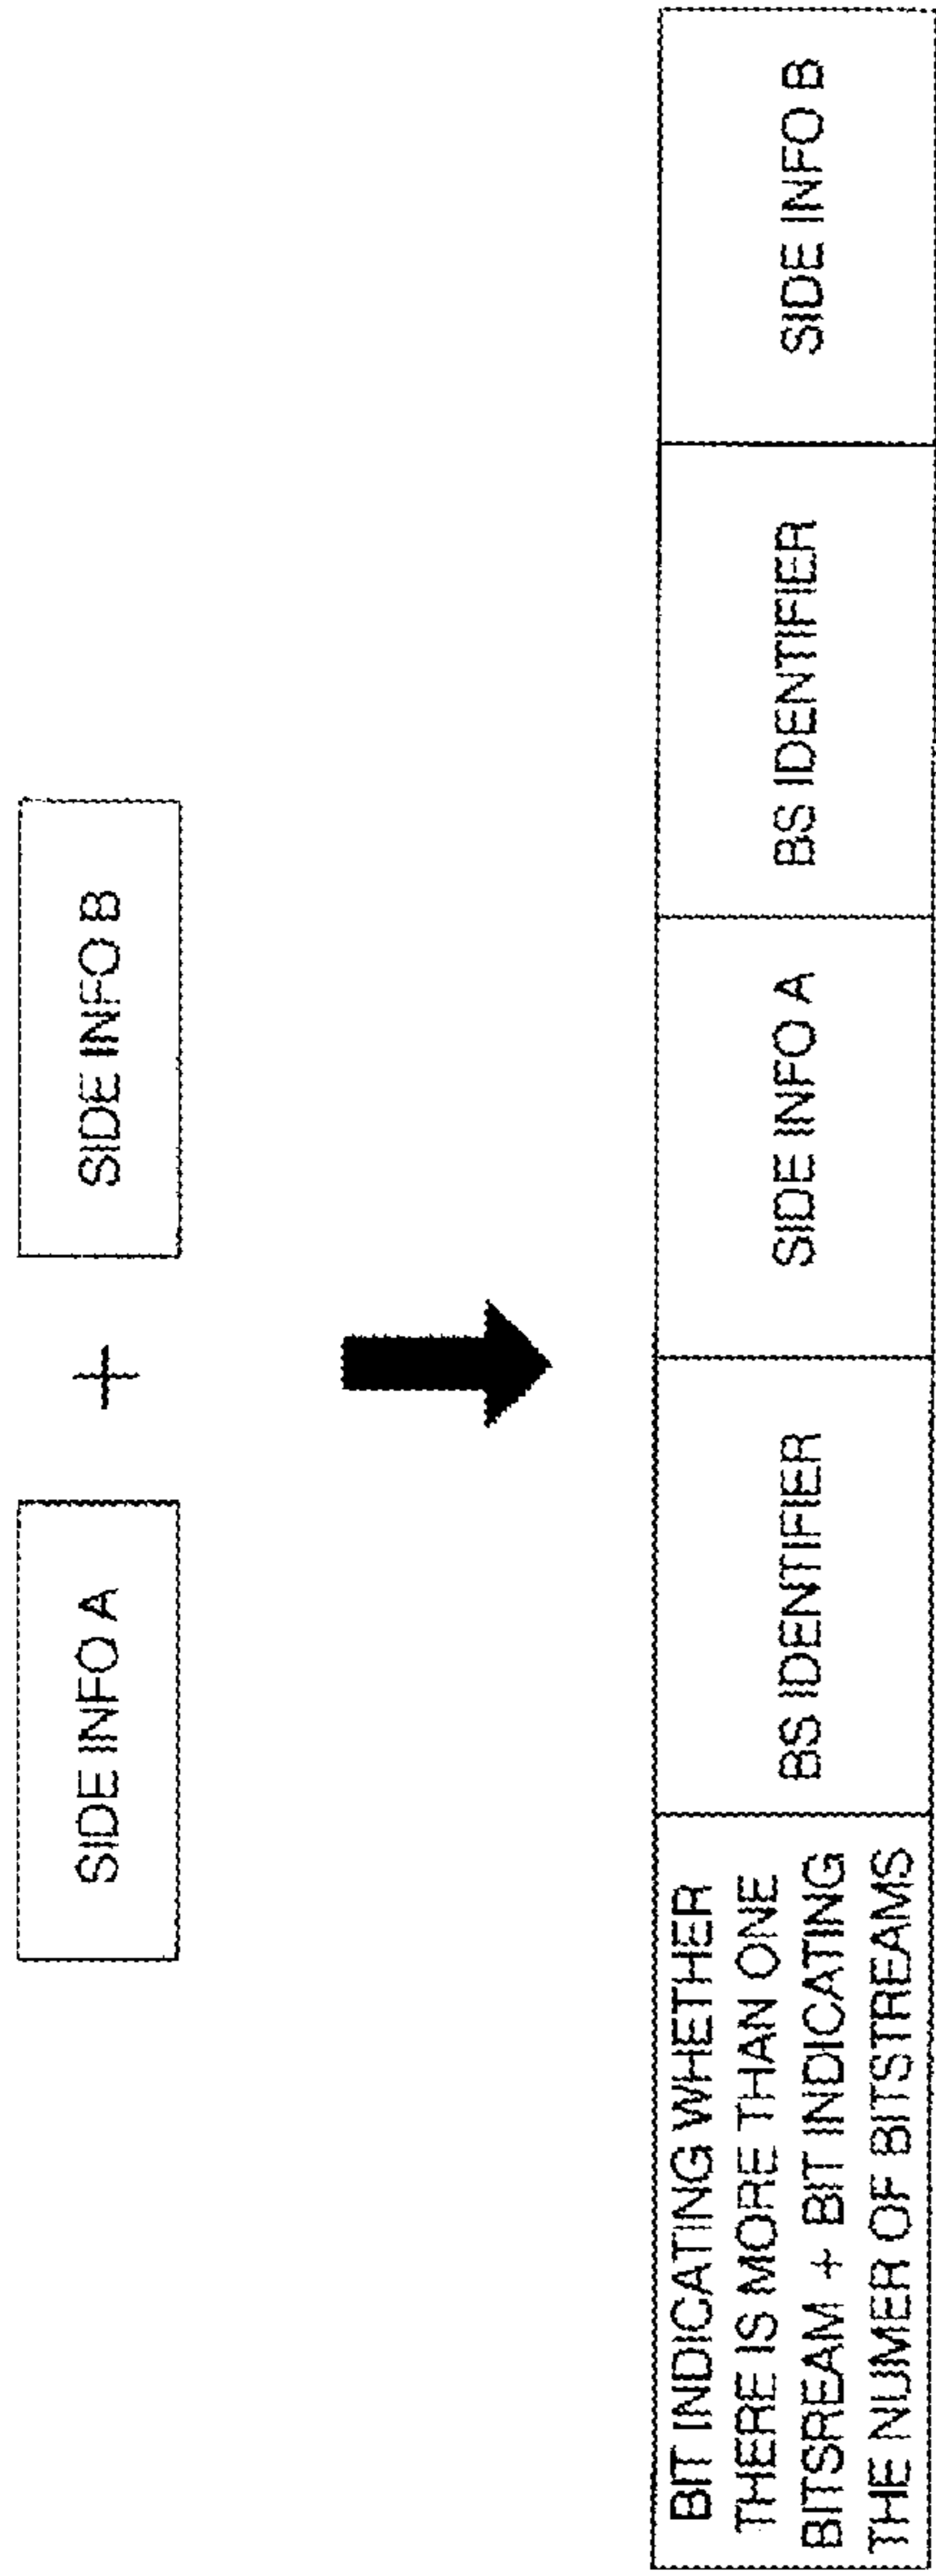 SIDE INFO A
+
SIDE INFO B
BIT INDICATING WHETHER
THERE IS MORE THAN ONE
BITSREAM + BIT INDICATING
THE NUMER OF BITSTREAMS
BS IDENTIFIER
SIDE INFO A
BS IDENTIFIER
SIDE INFO B